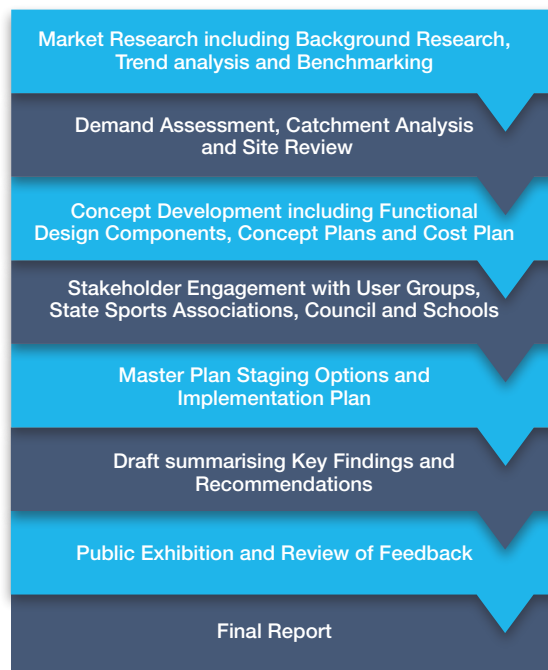 Market Research including Background Research,
Trend analysis and Benchmarking
Demand Assessment, Catchment Analysis
and Site Review
Concept Development including Functional
Design Components, Concept Plans and Cost Plan
Stakeholder Engagement with User Groups,
State Sports Associations, Council and Schools
Master Plan Staging Options and
Implementation Plan
Draft summarising Key Findings and
Recommendations
Public Exhibition and Review of Feedback
Final Report